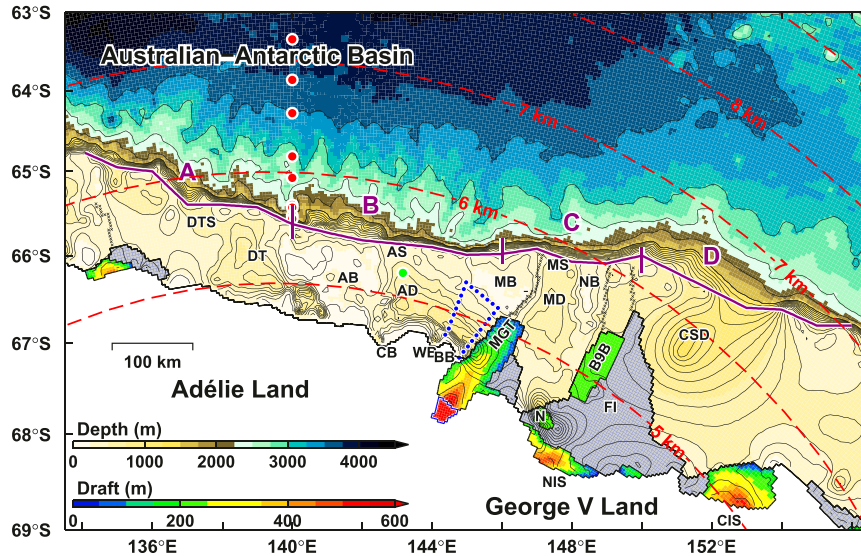 63°S
64°S
65°S
66°S
67°S
68°S
69°S
Australian–Antarctic Basin
7 km
8 km
6 km
7 km
5 km
A
B
C
D
DTS
DT
AS
AB
AD
MB
MS
NB
MD
CSD
CB
WB
BB
MGT
B9B
FI
N
NIS
CIS
100 km
Adélie Land
George V Land
Depth (m)
0 1000 2000 3000 4000
Draft (m)
0 200 400 600
136°E 140°E 144°E 148°E 152°E